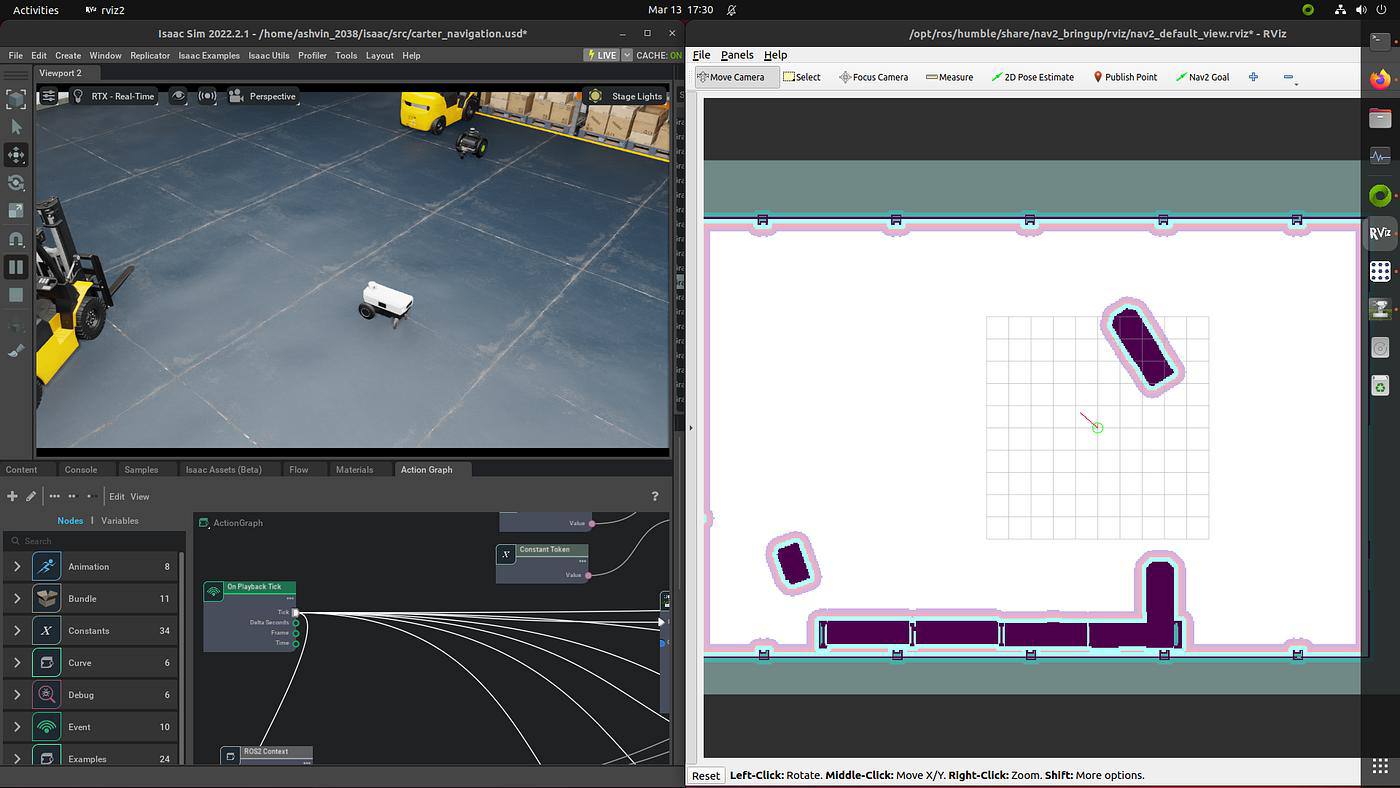 Activities
rviz2
Mar 13 17:30
Isaac Sim 2022.2.1 - /home/ashvin_2038/isaac/src/carter_navigation.usd*
File Edit Create Window Replicator Isaac Examples Isaac Utils Profiler Tools Layout Help
LIVE
CACHE: ON
Viewport 2
RTX - Real-Time
Perspective
Stage Lights
Content Console Samples Isaac Assets (Beta) Flow Materials Action Graph
Edit View
?
Nodes | Variables
Search
Animation 8
Bundle 11
X Constants 34
Curve 6
Debug 6
Event 10
Examples 24
ActionGraph
Value
X Constant Token
Value
On Playback Tick
Tick
Delta Seconds
Frame
Time
ROS2 Context
/opt/ros/humble/share/nav2_bringup/rviz/nav2_default_view.rviz* - RViz
File Panels Help
Move Camera Select Focus Camera Measure 2D Pose Estimate Publish Point Nav2 Goal
Reset Left-Click: Rotate. Middle-Click: Move X/Y. Right-Click: Zoom. Shift: More options.
RViz